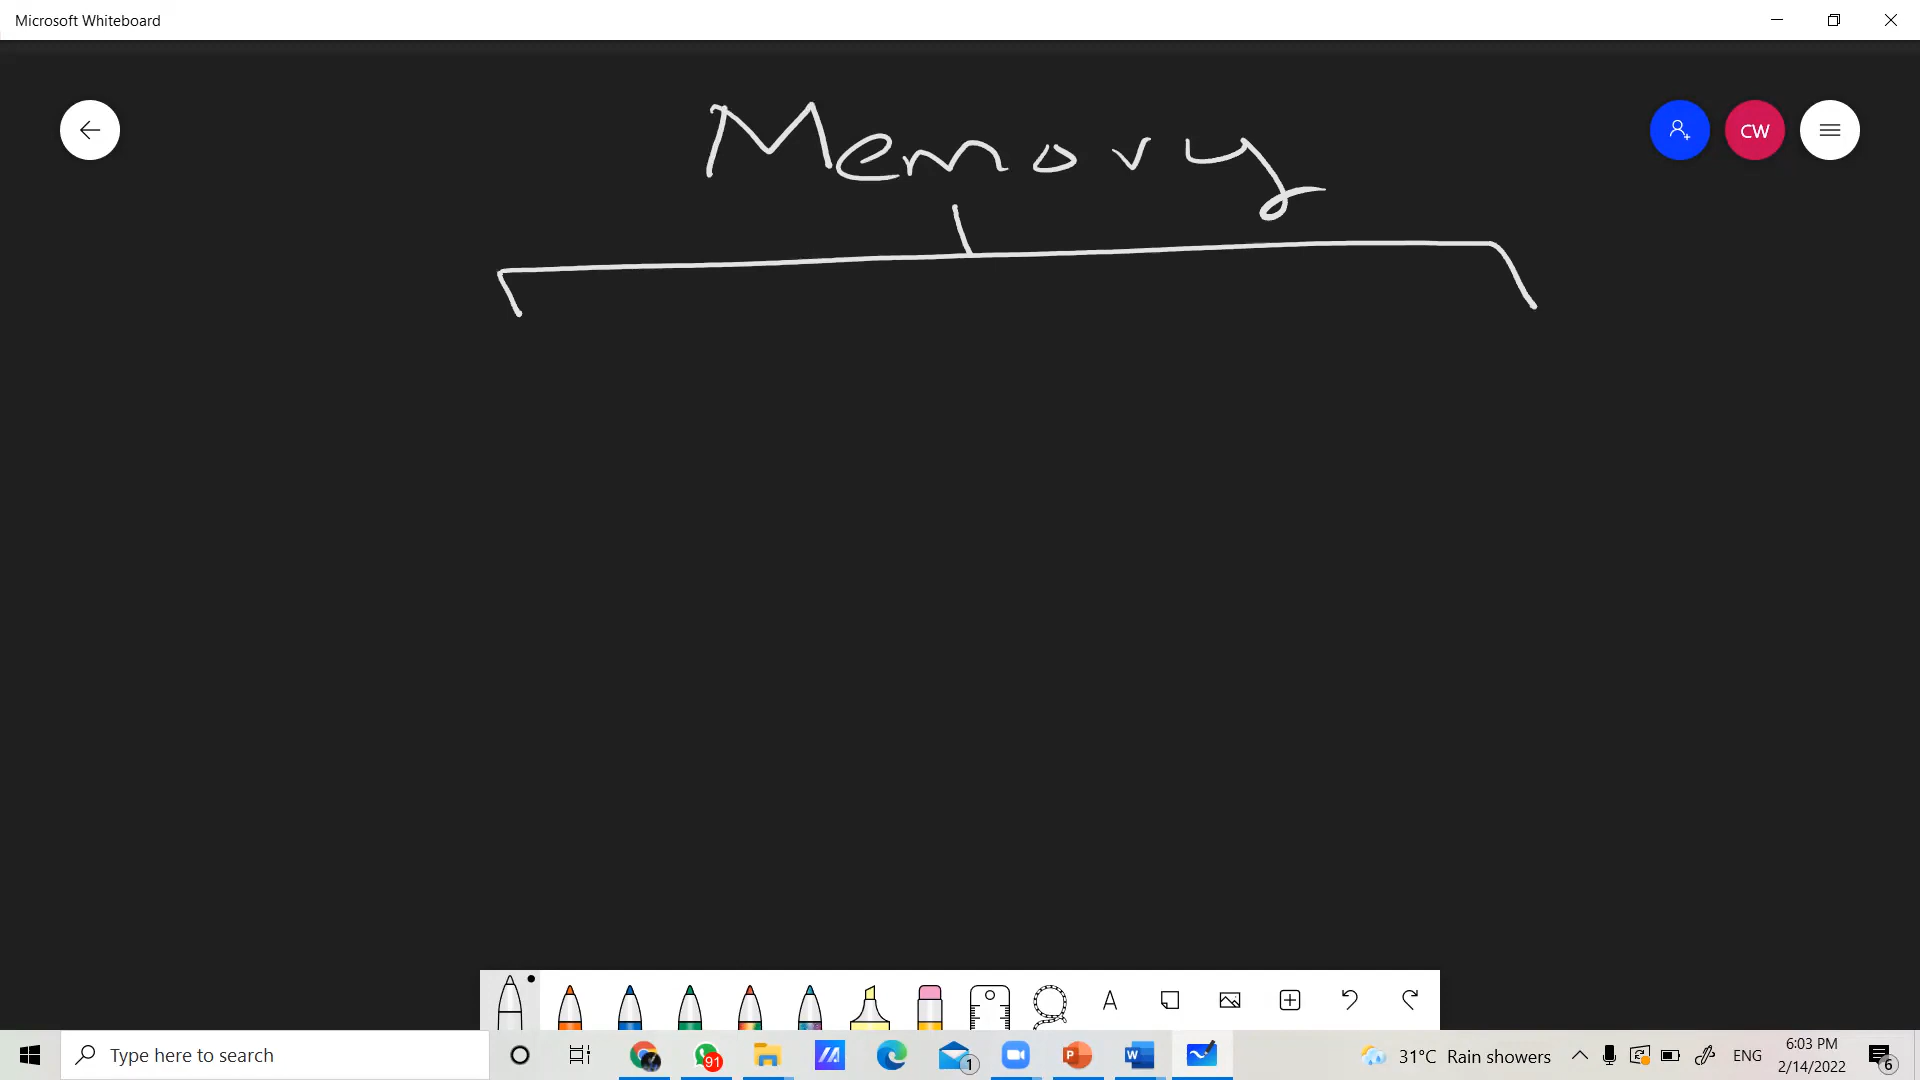 Microsoft Whiteboard
CW
Memory
A
Type here to search
91
1
31°C Rain showers
ENG
6:03 PM
2/14/2022
6